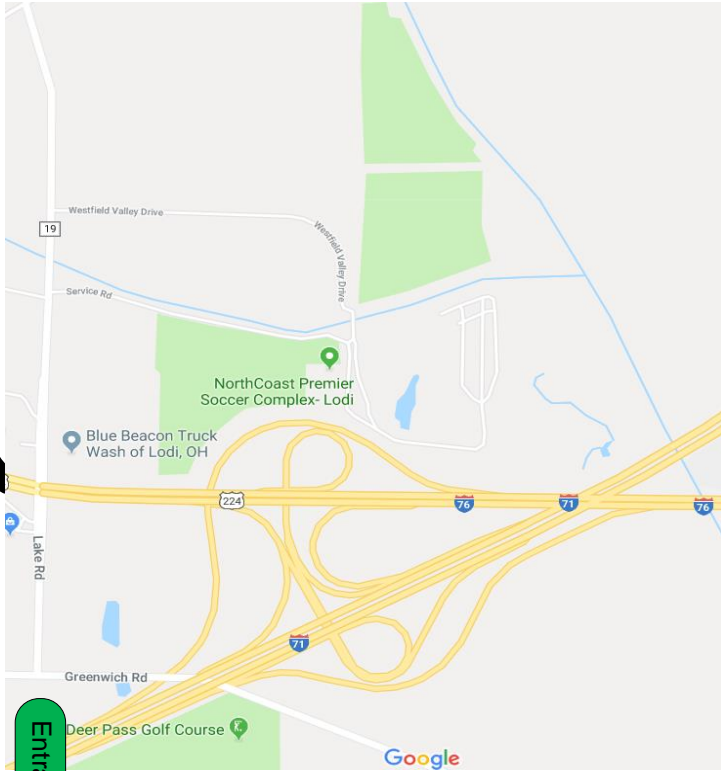 Westfield Valley Drive
19
Westfield Valley Drive
Service Rd
NorthCoast Premier
Soccer Complex- Lodi
Blue Beacon Truck
Wash of Lodi, OH
224
76
71
76
Lake Rd
71
Greenwich Rd
Deer Pass Golf Course
Entra
Google